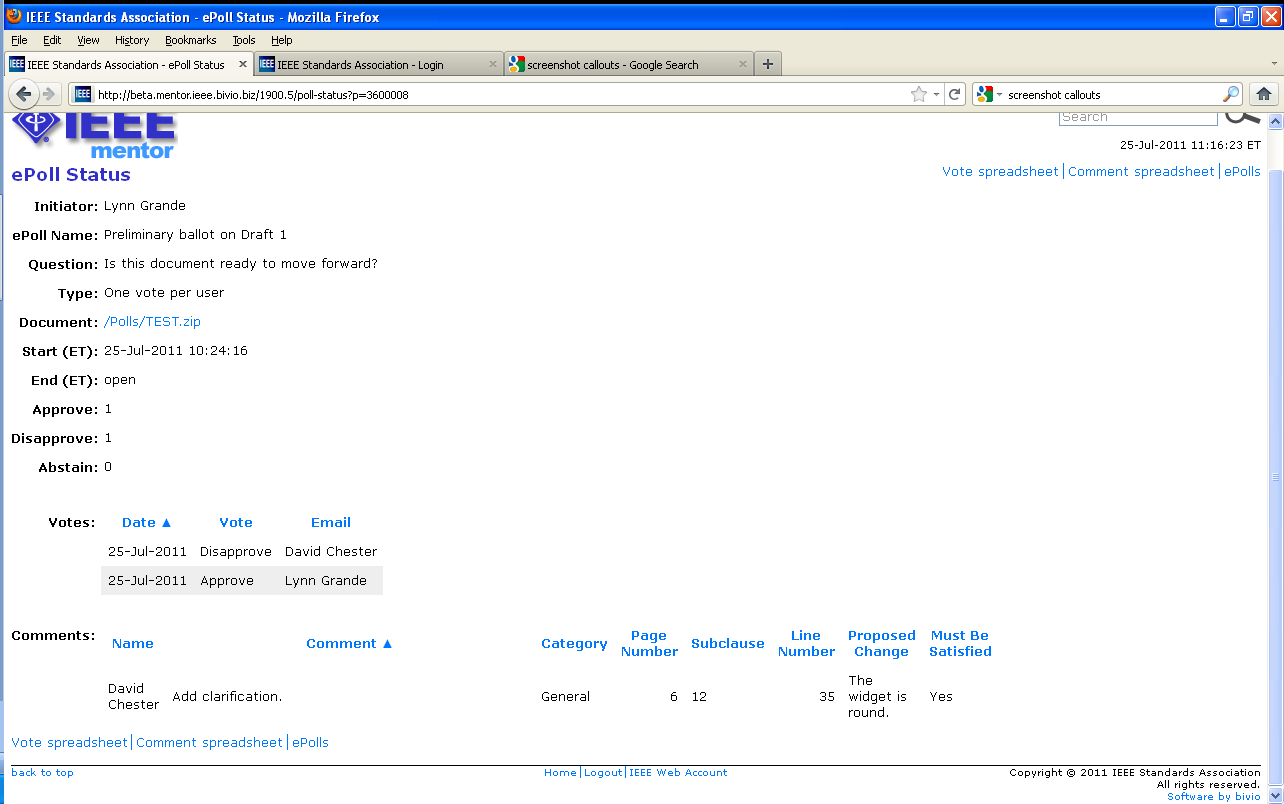 IEEE Standards Association - ePoll Status - Mozilla Firefox
File Edit View History Bookmarks Tools Help
IEEE Standards Association - ePoll Status IEEE Standards Association - Login screenshot callouts - Google Search
http://beta.mentor.ieee.bivio.biz/1900.5/poll-status?p=3600008 screenshot callouts
IEEE
mentor
Search
25-Jul-2011 11:16:23 ET
ePoll Status
Vote spreadsheet | Comment spreadsheet | ePolls
Initiator: Lynn Grande
ePoll Name: Preliminary ballot on Draft 1
Question: Is this document ready to move forward?
Type: One vote per user
Document: /Polls/TEST.zip
Start (ET): 25-Jul-2011 10:24:16
End (ET): open
Approve: 1
Disapprove: 1
Abstain: 0
Votes: Date ▲ Vote Email
25-Jul-2011 Disapprove David Chester
25-Jul-2011 Approve Lynn Grande
Comments: Name Comment ▲ Category Page Number Subclause Line Number Proposed Change Must Be Satisfied
David Chester Add clarification. General 6 12 35 The widget is round. Yes
Vote spreadsheet | Comment spreadsheet | ePolls
back to top Home | Logout | IEEE Web Account Copyright © 2011 IEEE Standards Association
All rights reserved.
Software by bivio